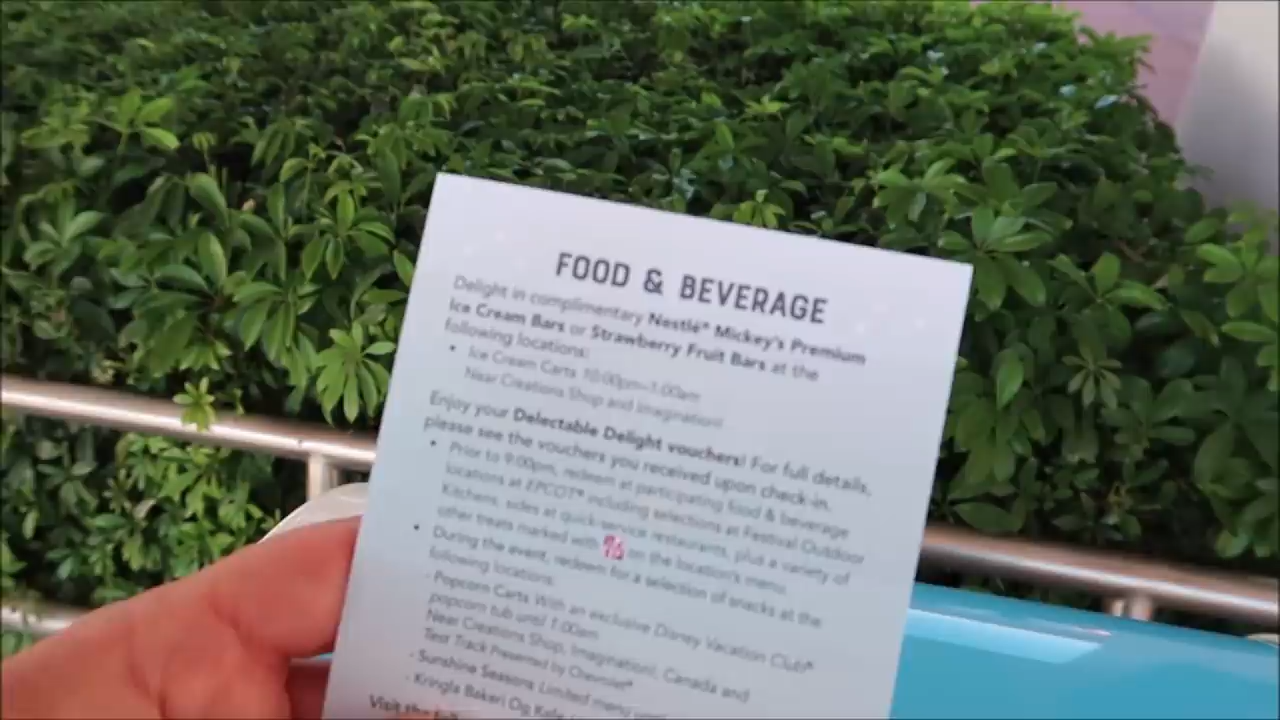 FOOD & BEVERAGE
Delight in complimentary Nestlé® Mickey's Premium
Ice Cream Bars or Strawberry Fruit Bars at the
following locations:
• Ice Cream Carts 10:00pm–1:00am
Near Creations Shop and Imagination!
Enjoy your Delectable Delight vouchers! For full details,
please see the vouchers you received upon check-in.
• Prior to 9:00pm, redeem at participating food & beverage
locations at EPCOT® including selections at Festival Outdoor
Kitchens, sides at quick-service restaurants, plus a variety of
other treats marked with on the location's menu.
• During the event, redeem for a selection of snacks at the
following locations:
- Popcorn Carts With an exclusive Disney Vacation Club®
popcorn tub until 1:00am
Near Creations Shop, Imagination!, Canada and
Test Track Presented by Chevrolet®
- Sunshine Seasons Limited menu until
- Kringla Bakeri Og Kafe
Visit the full